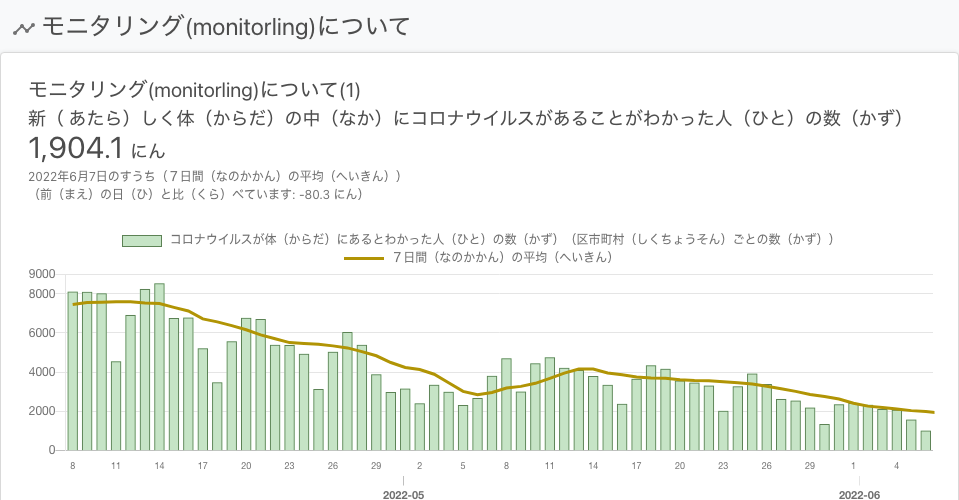 モニタリング(monitorling)について
モニタリング(monitorling)について(1)
新（ あたら）しく体（からだ）の中（なか）にコロナウイルスがあることがわかった人（ひと）の数（かず）
1,904.1 にん
2022年6月7日のすうち（７日間（なのかかん）の平均（へいきん））
（前（まえ）の日（ひ）と比（くら）べています: -80.3 にん）
コロナウイルスが体（からだ）にあるとわかった人（ひと）の数（かず）（区市町村（しくちょうそん）ごとの数（かず））
７日間（なのかかん）の平均（へいきん）
9000
8000
6000
4000
2000
0
8 11 14 17 20 23 26 29 2 5 8 11 14 17 20 23 26 29 1 4
2022-05 2022-06